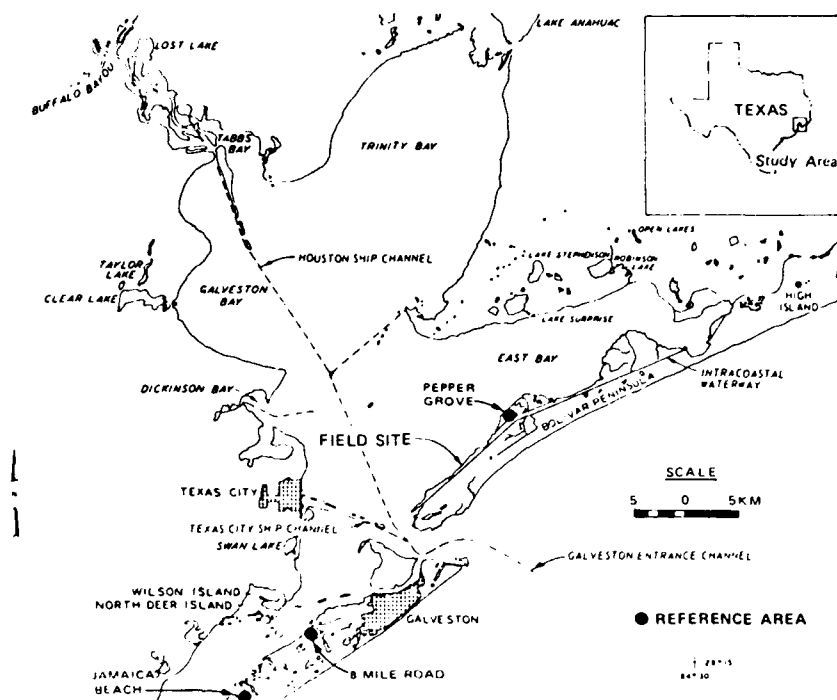 LAKE ANAHUAC
LOST LAKE
BUFFALO BAYOU
TABBS
BAY
TRINITY BAY
TEXAS
Study Area
OPEN LAKES
LAKE STEPHENSON
ROBINSON
LAKE
HOUSTON SHIP CHANNEL
TAYLOR
LAKE
CLEAR LAKE
GALVESTON
BAY
HIGH
ISLAND
LAKE SURPRISE
EAST BAY
INTRACOASTAL
WATERWAY
DICKINSON BAY
PEPPER
GROVE
BOLIVAR PENINSULA
FIELD SITE
SCALE
5 0 5KM
TEXAS CITY
TEXAS CITY SHIP CHANNEL
SWAN LAKE
GALVESTON ENTRANCE CHANNEL
WILSON ISLAND
NORTH DEER ISLAND
GALVESTON
REFERENCE AREA
JAMAICA
BEACH
8 MILE ROAD